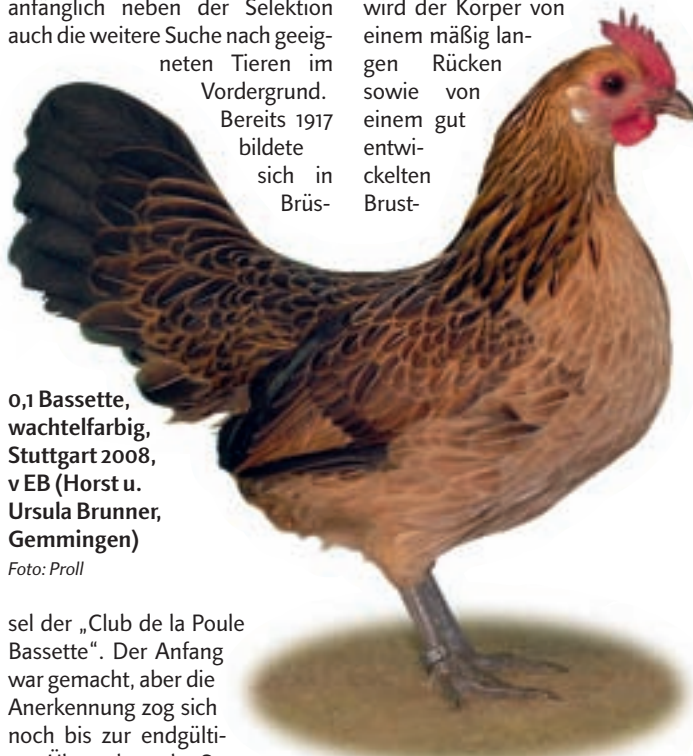 anfänglich neben der Selektion
auch die weitere Suche nach geeig-
neten Tieren im
Vordergrund.
Bereits 1917
bildete
sich in
Brüs-
0,1 Bassette,
wachtelfarbig,
Stuttgart 2008,
v EB (Horst u.
Ursula Brunner,
Gemmingen)
Foto: Proll
sel der „Club de la Poule
Bassette“. Der Anfang
war gemacht, aber die
Anerkennung zog sich
noch bis zur endgülti-
wird der Körper von
einem mäßig lan-
gen Rücken
sowie von
einem gut
entwi-
ckelten
Brust-